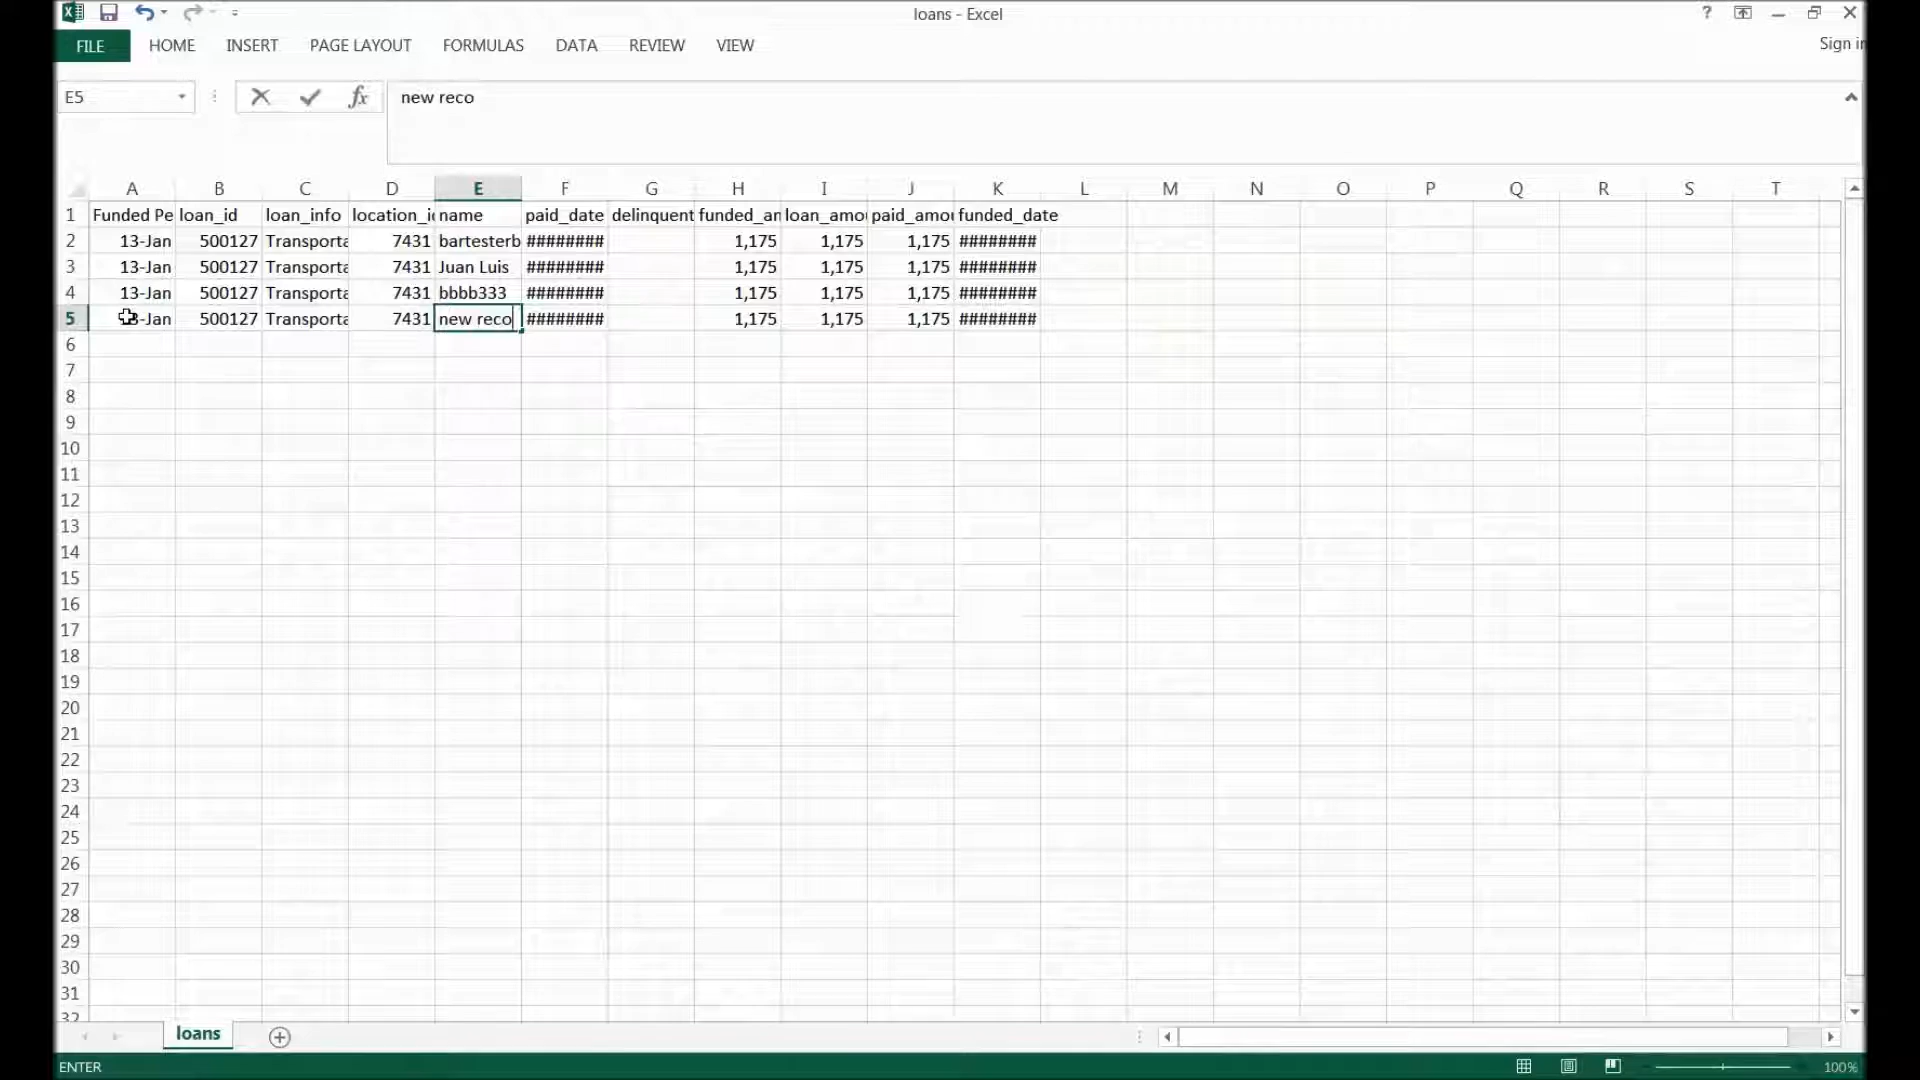 loans - Excel
?
Sign in
FILE HOME INSERT PAGE LAYOUT FORMULAS DATA REVIEW VIEW
E5 fx new reco
A B C D E F G H I J K L M N O P Q R S T
1 Funded Pe loan_id loan_info location_i name paid_date delinquent funded_an loan_amou paid_amou funded_date
2 13-Jan 500127 Transporta 7431 bartesterb ######## 1,175 1,175 1,175 ########
3 13-Jan 500127 Transporta 7431 Juan Luis ######## 1,175 1,175 1,175 ########
4 13-Jan 500127 Transporta 7431 bbbb333 ######## 1,175 1,175 1,175 ########
5 13-Jan 500127 Transporta 7431 new reco ######## 1,175 1,175 1,175 ########
6
7
8
9
10
11
12
13
14
15
16
17
18
19
20
21
22
23
24
25
26
27
28
29
30
31
32
loans
ENTER 100%